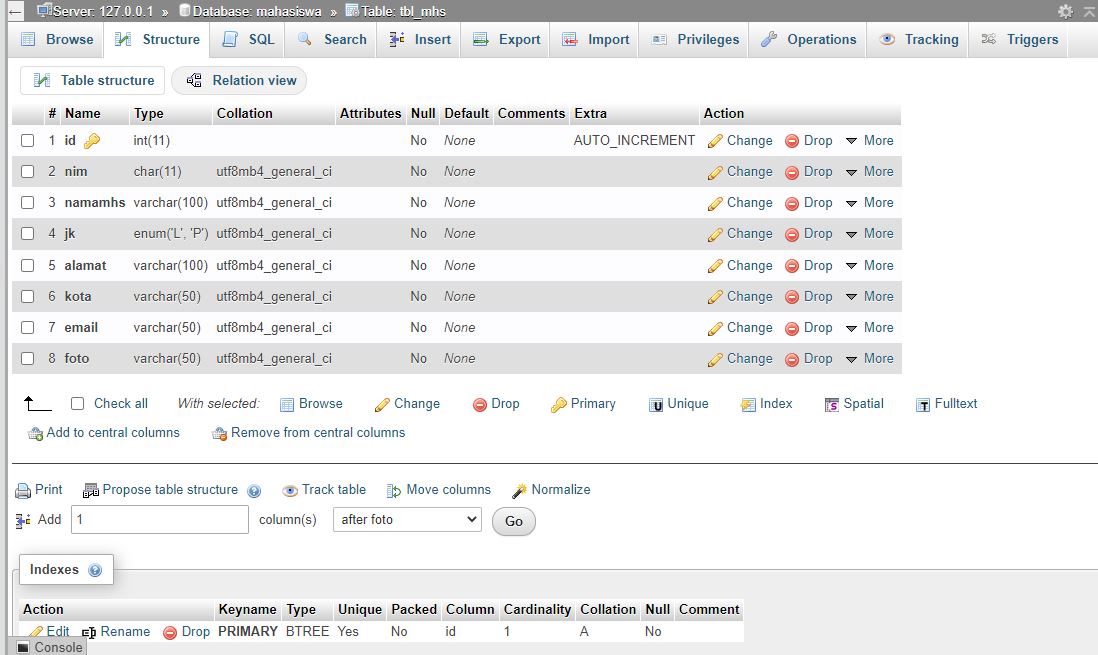 Server: 127.0.0.1 » Database: mahasiswa » Table: tbl_mhs
Browse Structure SQL Search Insert Export Import Privileges Operations Tracking Triggers
Table structure Relation view
# Name Type Collation Attributes Null Default Comments Extra Action
1 id int(11) No None AUTO_INCREMENT Change Drop More
2 nim char(11) utf8mb4_general_ci No None Change Drop More
3 namamhs varchar(100) utf8mb4_general_ci No None Change Drop More
4 jk enum('L', 'P') utf8mb4_general_ci No None Change Drop More
5 alamat varchar(100) utf8mb4_general_ci No None Change Drop More
6 kota varchar(50) utf8mb4_general_ci No None Change Drop More
7 email varchar(50) utf8mb4_general_ci No None Change Drop More
8 foto varchar(50) utf8mb4_general_ci No None Change Drop More
Check all With selected: Browse Change Drop Primary Unique Index Spatial Fulltext
Add to central columns Remove from central columns
Print Propose table structure Track table Move columns Normalize
Add 1 column(s) after foto Go
Indexes
Action Keyname Type Unique Packed Column Cardinality Collation Null Comment
Edit Rename Drop PRIMARY BTREE Yes No id 1 A No
Console